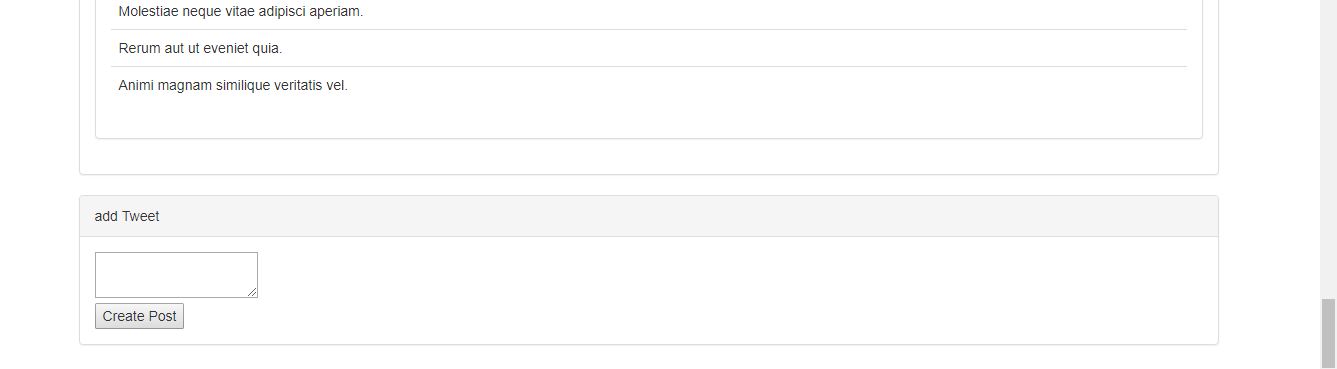 Molestiae neque vitae adipisci aperiam.
Rerum aut ut eveniet quia.
Animi magnam similique veritatis vel.
add Tweet
Create Post